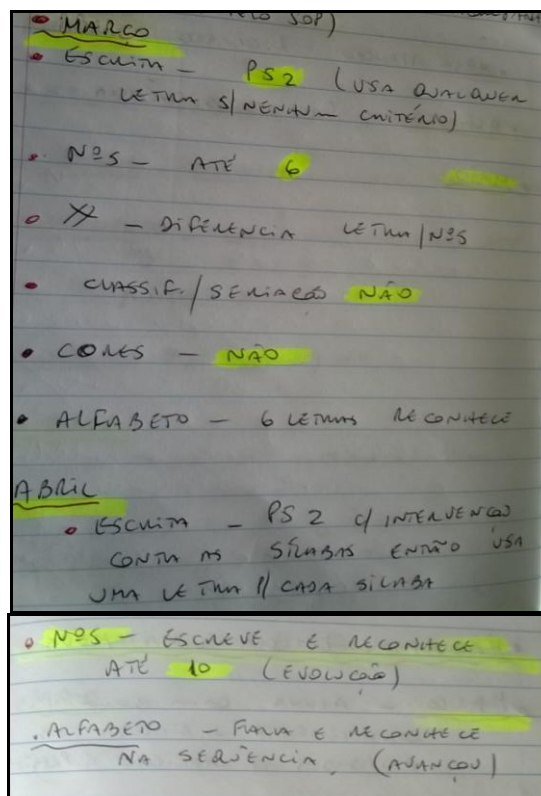 SOP)
• MARÇO
• ESCRITA - PS2 (USA QUALQUER
LETRA S/NENHUM CRITÉRIO)
• NºS - ATÉ 6
• - DIFERENCIA LETRA/NºS
• CLASSIF./SERIAÇÃO NÃO
• CORES - NÃO
• ALFABETO - 6 LETRAS RECONHECE
ABRIL
• ESCRITA - PS 2 C/ INTERVENÇÃO
CONTA AS SÍLABAS ENTÃO USA
UMA LETRA P/ CADA SÍLABA
• NºS - ESCREVE E RECONHECE
ATÉ 10 (EVOLUÇÃO)
. ALFABETO - FALA E RECONHECE
NA SEQÜÊNCIA. (AVANÇOU)